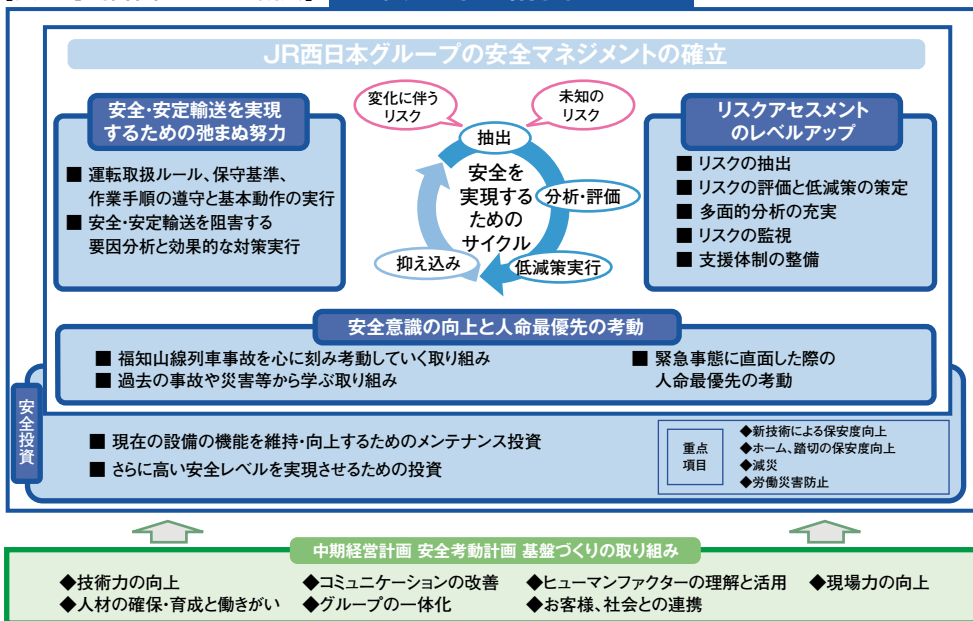 JR西日本グループの安全マネジメントの確立
安全・安定輸送を実現
するための弛まぬ努力
■ 運転取扱ルール、保守基準、
作業手順の遵守と基本動作の実行
■ 安全・安定輸送を阻害する
要因分析と効果的な対策実行
変化に伴う
リスク
未知の
リスク
抽出
安全を
実現する
ための
サイクル
分析・評価
低減策実行
抑え込み
リスクアセスメント
のレベルアップ
■ リスクの抽出
■ リスクの評価と低減策の策定
■ 多面的分析の充実
■ リスクの監視
■ 支援体制の整備
安全意識の向上と人命最優先の考動
■ 福知山線列車事故を心に刻み考動していく取り組み
■ 過去の事故や災害等から学ぶ取り組み
■ 緊急事態に直面した際の
人命最優先の考動
安全投資
■ 現在の設備の機能を維持・向上するためのメンテナンス投資
■ さらに高い安全レベルを実現させるための投資
重点
項目
◆新技術による保安度向上
◆ホーム、踏切の保安度向上
◆減災
◆労働災害防止
中期経営計画 安全考動計画 基盤づくりの取り組み
◆技術力の向上 ◆コミュニケーションの改善 ◆ヒューマンファクターの理解と活用 ◆現場力の向上
◆人材の確保・育成と働きがい ◆グループの一体化 ◆お客様、社会との連携